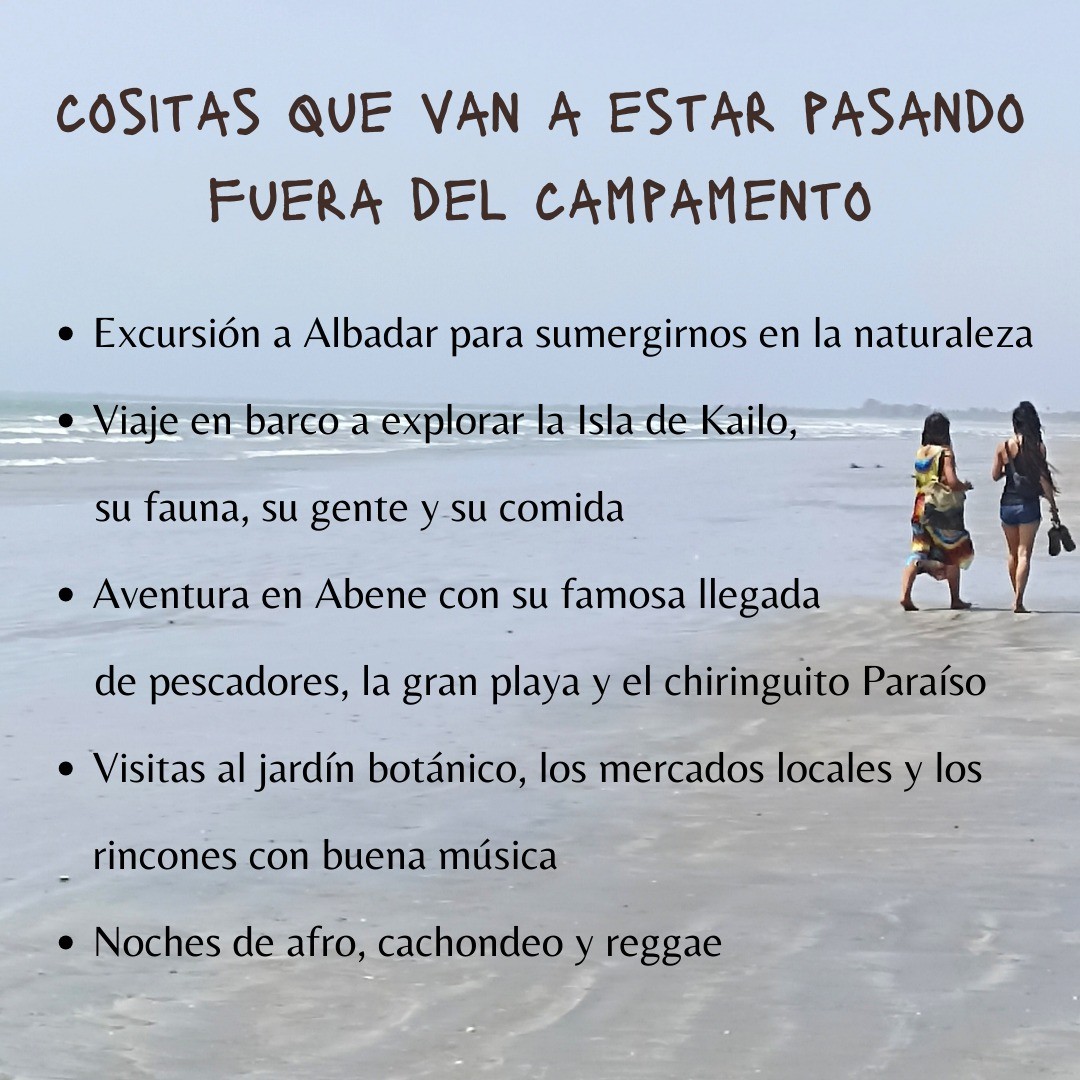 COSITAS QUE VAN A ESTAR PASANDO
FUERA DEL CAMPAMENTO
• Excursión a Albadar para sumergirnos en la naturaleza
• Viaje en barco a explorar la Isla de Kailo,
su fauna, su gente y su comida
• Aventura en Abene con su famosa llegada
de pescadores, la gran playa y el chiringuito Paraíso
• Visitas al jardín botánico, los mercados locales y los
rincones con buena música
• Noches de afro, cachondeo y reggae